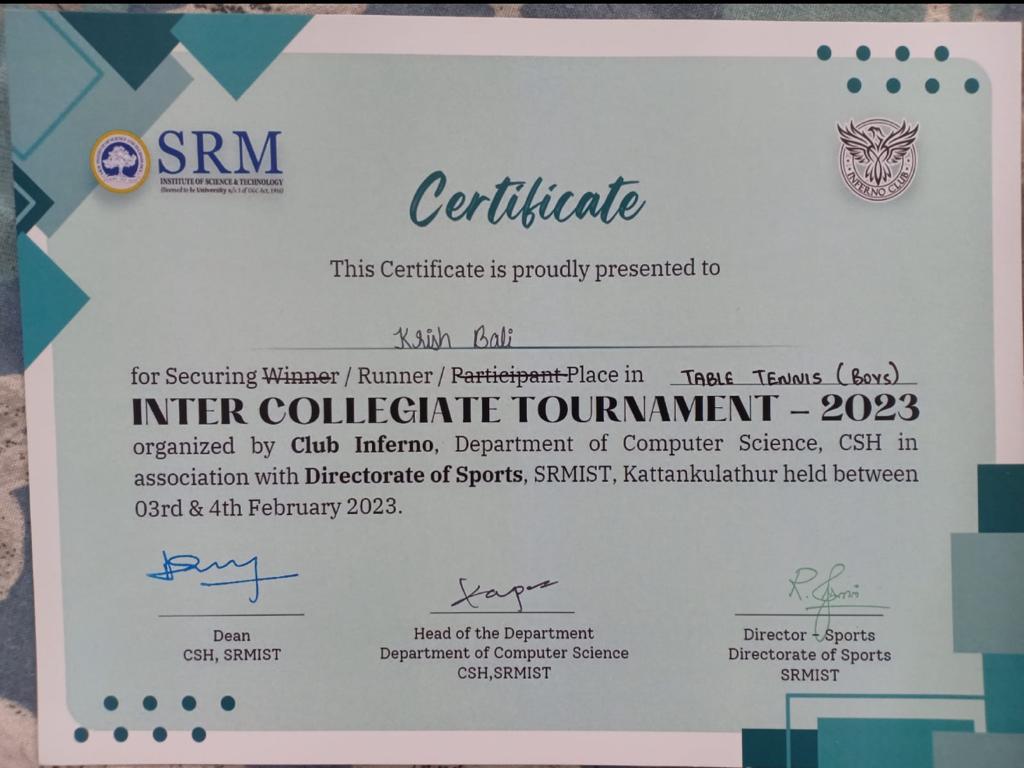 SRM
INSTITUTE OF SCIENCE & TECHNOLOGY
(Deemed to be University u/s 3 of UGC Act, 1956)
INFERNO CLUB
Certificate
This Certificate is proudly presented to
Krish Bali
for Securing Winner / Runner / Participant Place in TABLE TENNIS (BOYS)
INTER COLLEGIATE TOURNAMENT – 2023
organized by Club Inferno, Department of Computer Science, CSH in
association with Directorate of Sports, SRMIST, Kattankulathur held between
03rd & 4th February 2023.
Dean
CSH, SRMIST
Head of the Department
Department of Computer Science
CSH,SRMIST
Director - Sports
Directorate of Sports
SRMIST